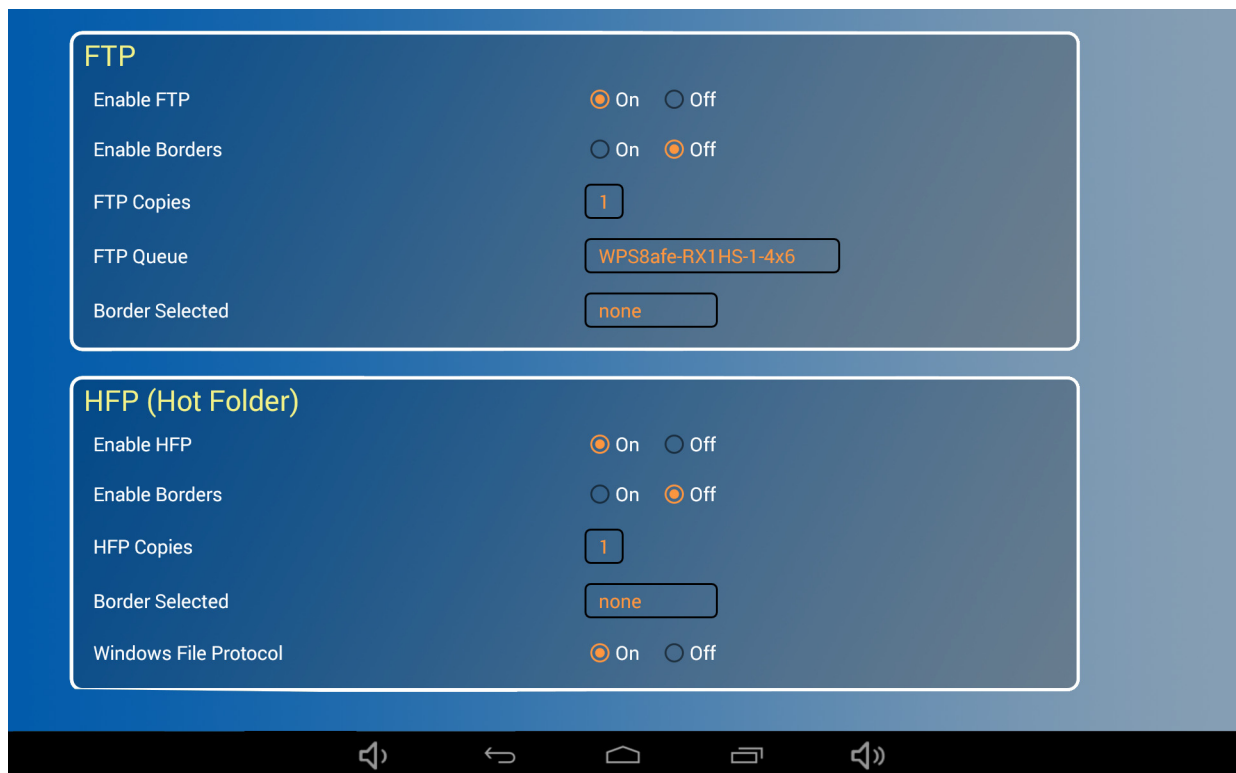 FTP
Enable FTP On Off
Enable Borders On Off
FTP Copies 1
FTP Queue WPS8afe-RX1HS-1-4x6
Border Selected none
HFP (Hot Folder)
Enable HFP On Off
Enable Borders On Off
HFP Copies 1
Border Selected none
Windows File Protocol On Off